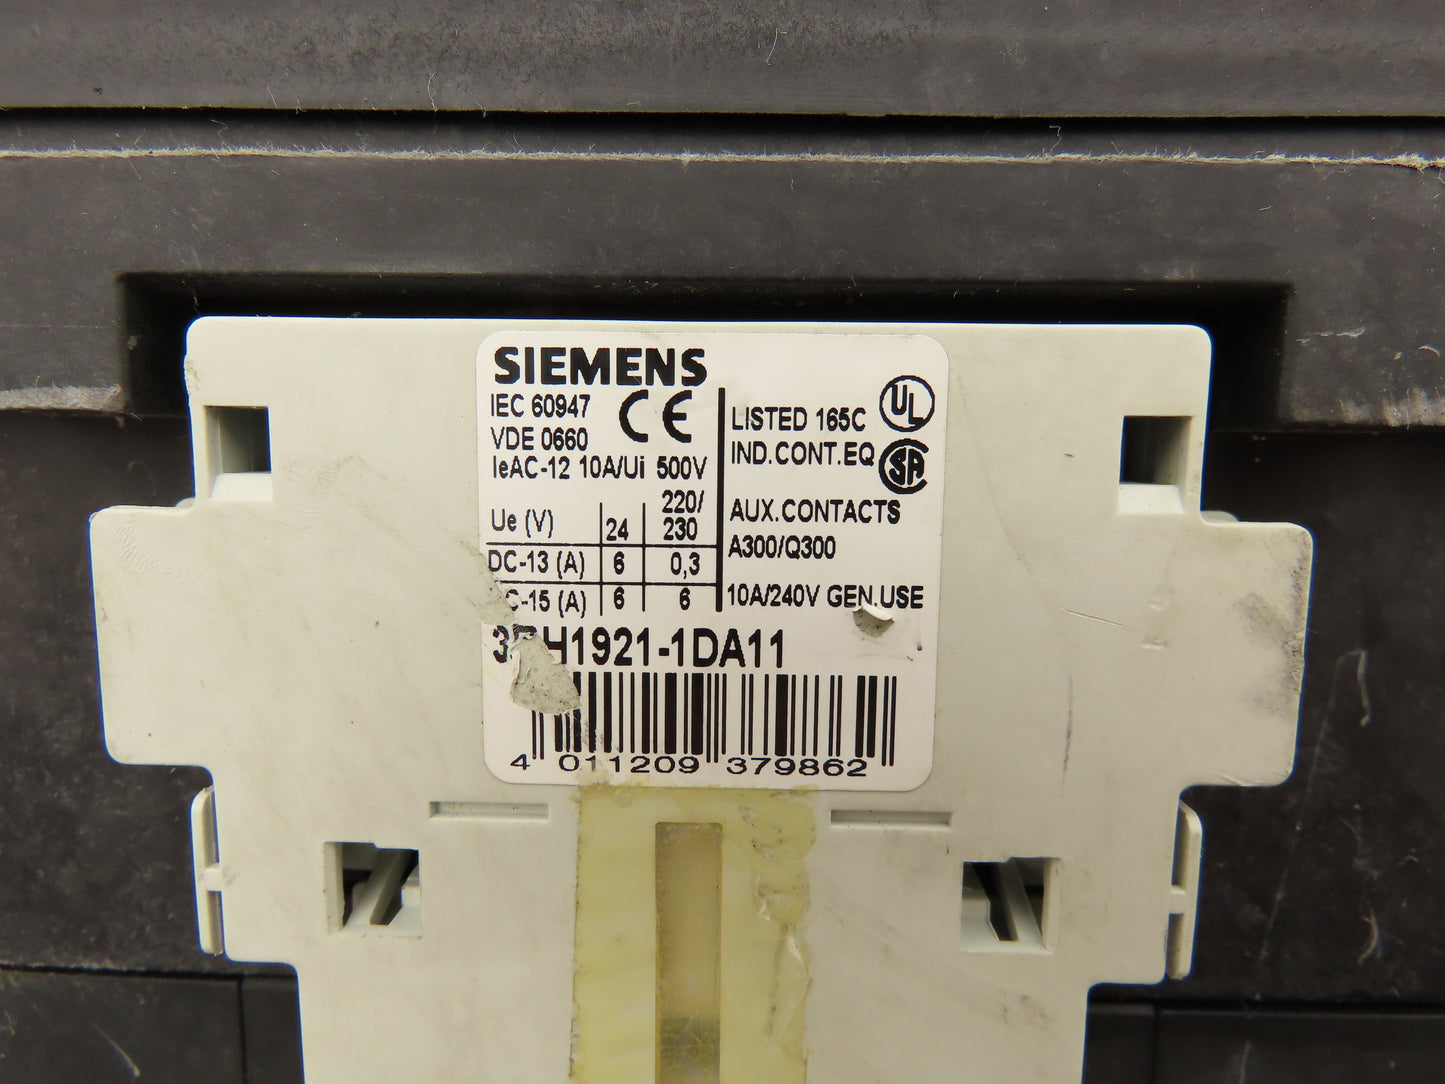 SIEMENS
IEC 60947 CE
VDE 0660
IeAC-12 10A/Ui 500V
Ue (V) 24 220/230
DC-13 (A) 6 0,3
C-15 (A) 6 6
LISTED 165C UL
IND.CONT.EQ SA
AUX.CONTACTS
A300/Q300
10A/240V GEN.USE
3RH1921-1DA11
4 011209 379862